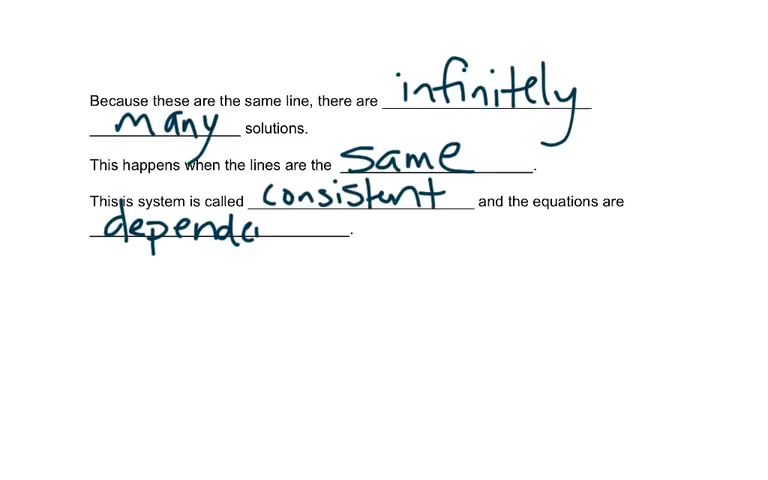 Because these are the same line, there are infinitely
many solutions.
This happens when the lines are the same.
This is system is called consistent and the equations are
depende.